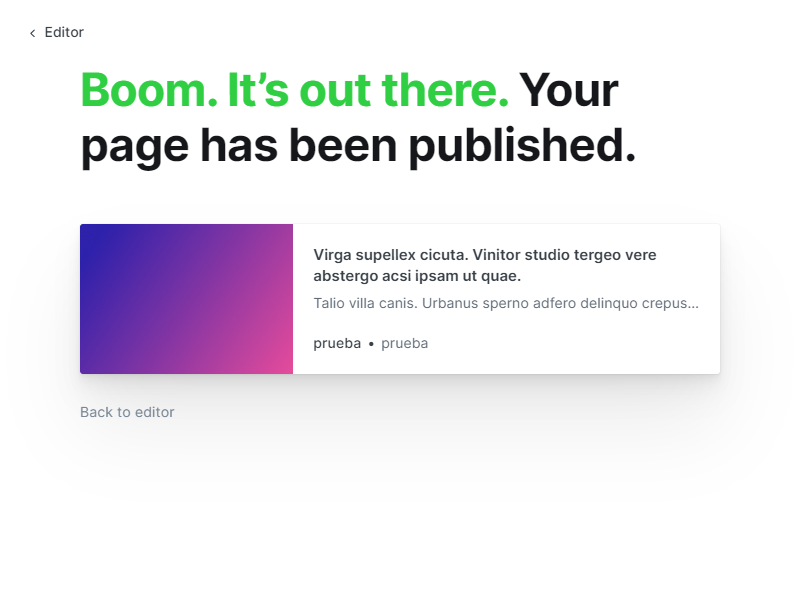 Editor
Boom. It’s out there. Your
page has been published.
Virga supellex cicuta. Vinitor studio tergeo vere
abstergo acsi ipsam ut quae.
Talio villa canis. Urbanus sperno adfero delinquo crepus...
prueba • prueba
Back to editor